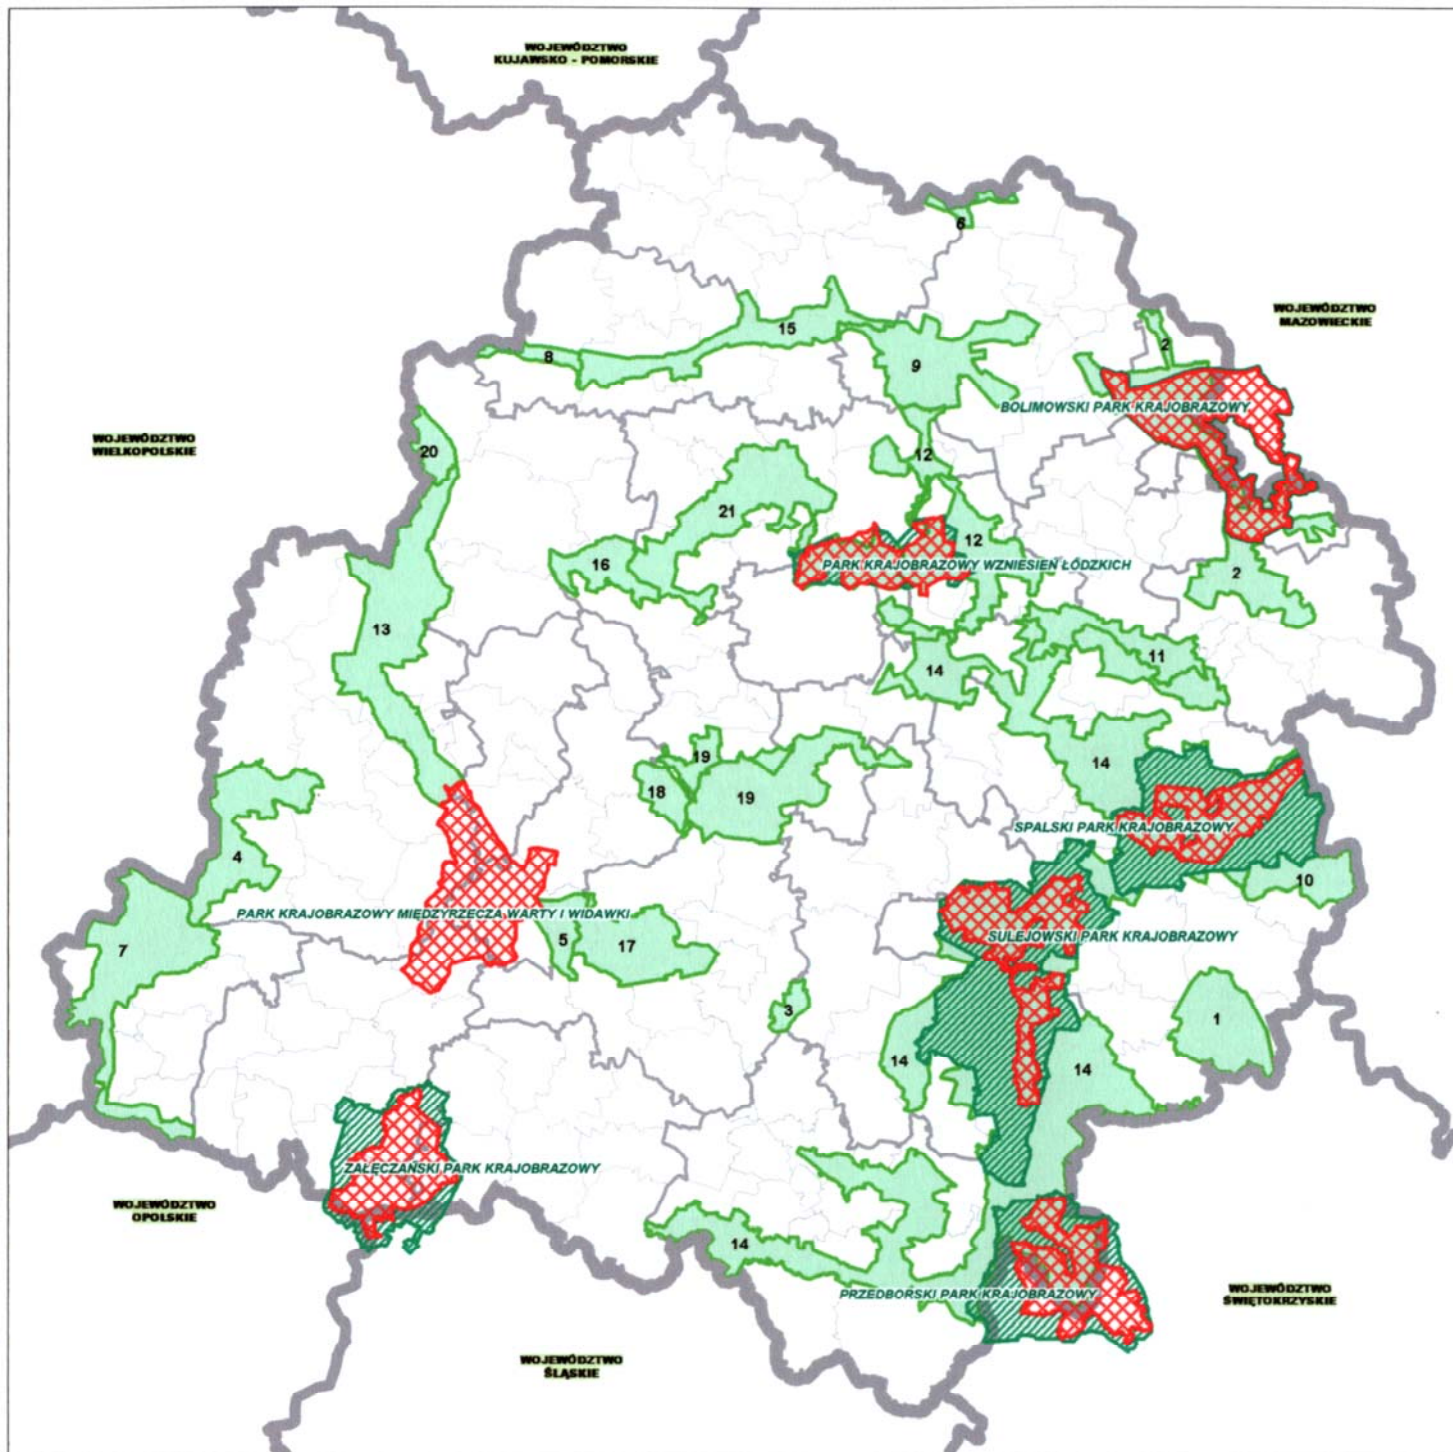 WOJEWÓDZTWO
KUJAWSKO - POMORSKIE
6
WOJEWÓDZTWO
MAZOWIECKIE
15
2
8
9
BOLIMOWSKI PARK KRAJOBRAZOWY
WOJEWÓDZTWO
WIELKOPOLSKIE
20
12
21
12
16
PARK KRAJOBRAZOWY WZNIESIEŃ ŁÓDZKICH
2
13
11
14
19
14
18
19
SPALSKI PARK KRAJOBRAZOWY
4
10
PARK KRAJOBRAZOWY MIĘDZYRZECZA WARTY I WIDAWKI
7
5
17
SULEJOWSKI PARK KRAJOBRAZOWY
3
1
14
14
ZAŁĘCZAŃSKI PARK KRAJOBRAZOWY
WOJEWÓDZTWO
OPOLSKIE
14
PRZEDBORSKI PARK KRAJOBRAZOWY
WOJEWÓDZTWO
ŚWIĘTOKRZYSKIE
WOJEWÓDZTWO
ŚLĄSKIE